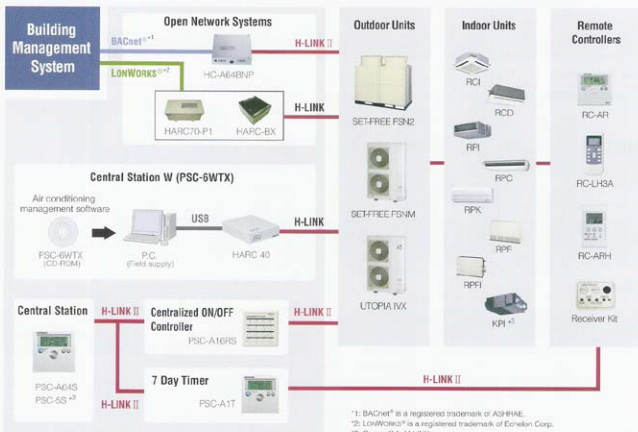 Building
Management
System
BACnet®*1
LONWORKS®*2
Open Network Systems
HC-A64BNP
H-LINK II
HARC70-P1
HARC-BX
H-LINK
Central Station W (PSC-6WTX)
Air conditioning
management software
PSC-6WTX
(CD-ROM)
P.C.
(Field supply)
USB
HARC 40
H-LINK
Central Station
PSC-A64S
PSC-5S *3
H-LINK II
H-LINK II
Centralized ON/OFF
Controller
PSC-A16RS
H-LINK II
7 Day Timer
PSC-A1T
H-LINK II
Outdoor Units
SET-FREE FSN2
SET-FREE FSNM
UTOPIA IVX
Indoor Units
RCI
RCD
RPI
RPC
RPK
RPF
RPFI
Remote
Controllers
RC-AR
RC-LH3A
RC-ARH
Receiver Kit
*1: BACnet® is a registered trademark of ASHRAE.
*2: LONWORKS® is a registered trademark of Echelon Corp.